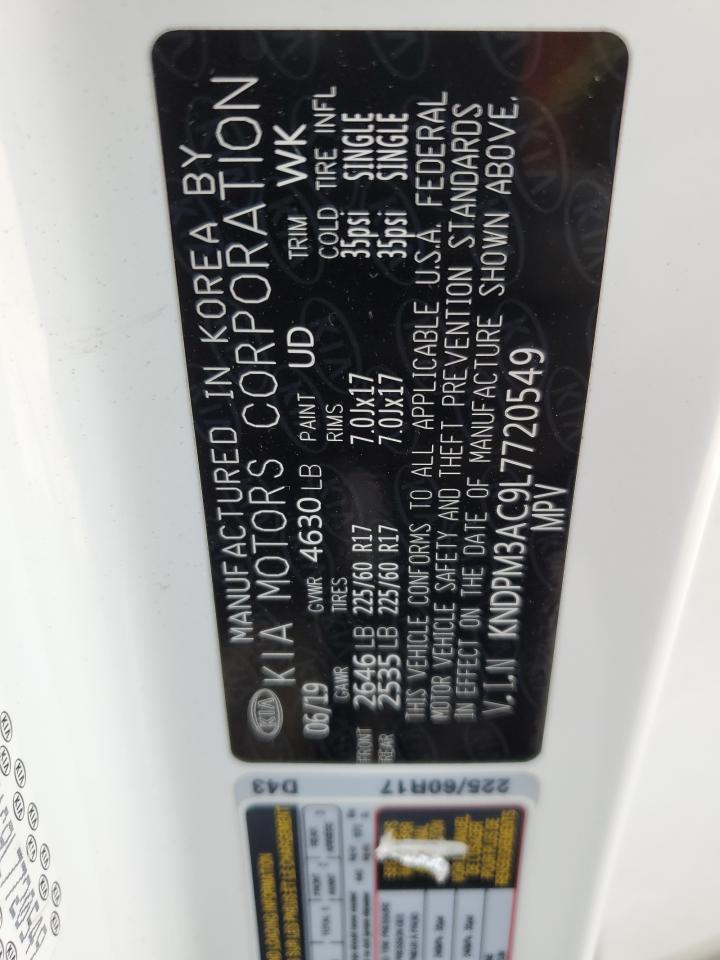 MANUFACTURED IN KOREA BY
KIA MOTORS CORPORATION
06/19 GVWR 4630 LB PAINT UD TRIM WK
GAWR TIRES RIMS COLD TIRE INFL
FRONT 2646 LB 225/60 R17 7.0Jx17 35psi SINGLE
REAR 2535 LB 225/60 R17 7.0Jx17 35psi SINGLE
THIS VEHICLE CONFORMS TO ALL APPLICABLE U.S.A. FEDERAL
MOTOR VEHICLE SAFETY AND THEFT PREVENTION STANDARDS
IN EFFECT ON THE DATE OF MANUFACTURE SHOWN ABOVE.
V.I.N KNDPM3AC9L7720549
MPV
D43
225/60R17